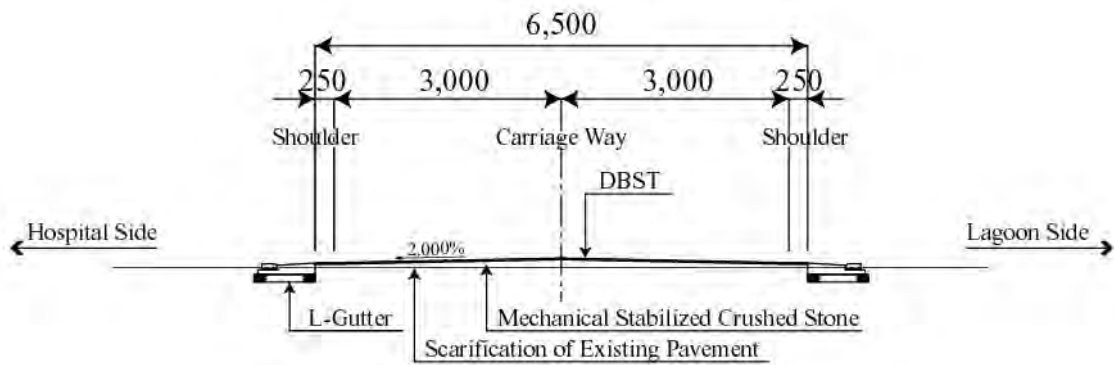 6,500
250 3,000 3,000 250
Shoulder Carriage Way Shoulder
DBST
Hospital Side Lagoon Side
2.000%
L-Gutter Mechanical Stabilized Crushed Stone
Scarification of Existing Pavement